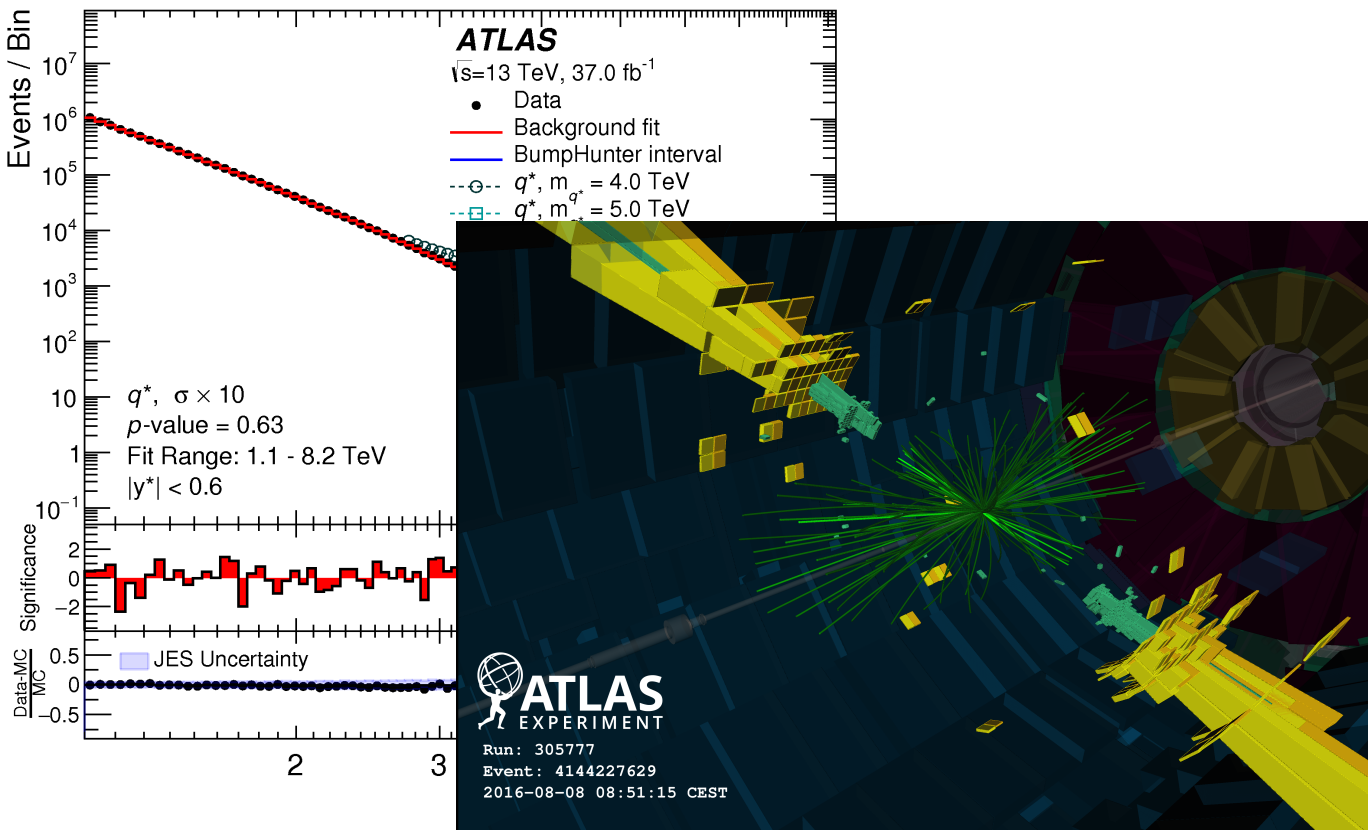 Events / Bin
10⁷
10⁶
10⁵
10⁴
10³
10²
10
1
10⁻¹
ATLAS
√s=13 TeV, 37.0 fb⁻¹
Data
Background fit
BumpHunter interval
q*, m_q* = 4.0 TeV
q*, m_q* = 5.0 TeV
q*, σ × 10
p-value = 0.63
Fit Range: 1.1 - 8.2 TeV
|y*| < 0.6
Significance
2
0
−2
Data-MC
MC
0.5
0
−0.5
JES Uncertainty
2
3
ATLAS
EXPERIMENT
Run: 305777
Event: 4144227629
2016-08-08 08:51:15 CEST